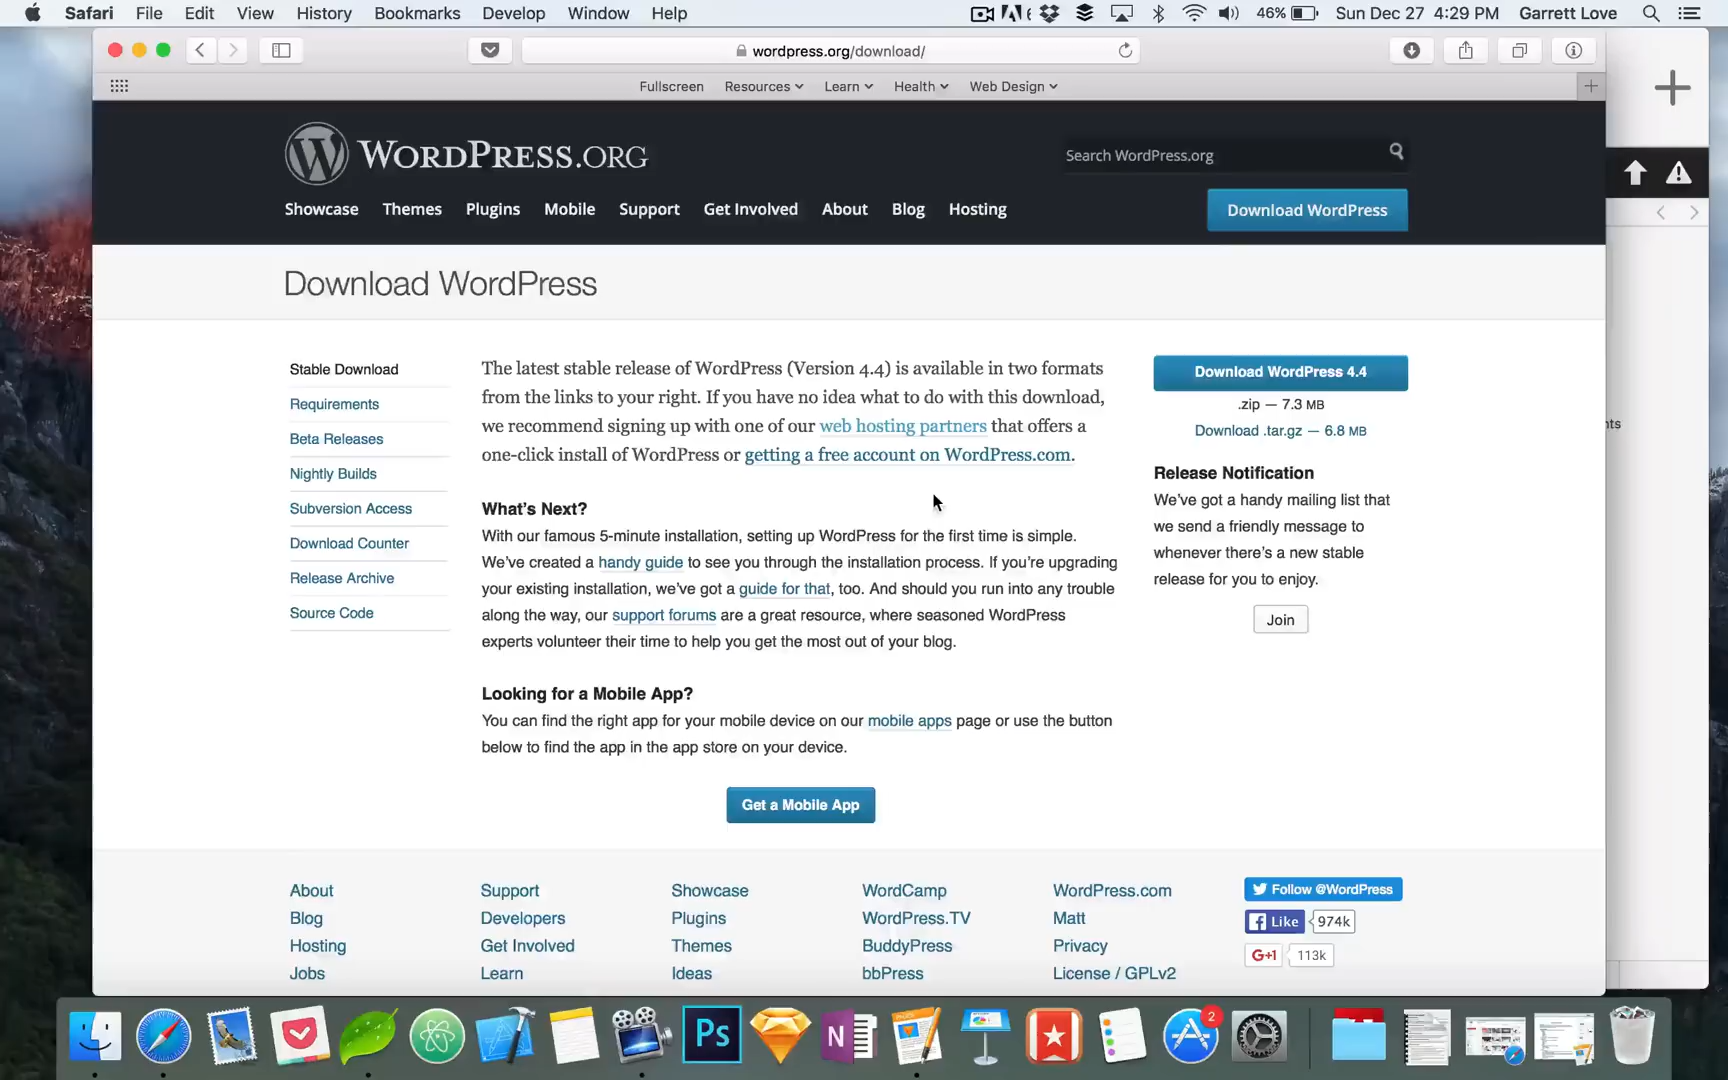 Safari File Edit View History Bookmarks Develop Window Help 46% Sun Dec 27 4:29 PM Garrett Love
wordpress.org/download/
Fullscreen Resources Learn Health Web Design
WORDPRESS.ORG
Search WordPress.org
Showcase Themes Plugins Mobile Support Get Involved About Blog Hosting
Download WordPress
Download WordPress
Stable Download
Requirements
Beta Releases
Nightly Builds
Subversion Access
Download Counter
Release Archive
Source Code
The latest stable release of WordPress (Version 4.4) is available in two formats
from the links to your right. If you have no idea what to do with this download,
we recommend signing up with one of our web hosting partners that offers a
one-click install of WordPress or getting a free account on WordPress.com.
What's Next?
With our famous 5-minute installation, setting up WordPress for the first time is simple.
We've created a handy guide to see you through the installation process. If you're upgrading
your existing installation, we've got a guide for that, too. And should you run into any trouble
along the way, our support forums are a great resource, where seasoned WordPress
experts volunteer their time to help you get the most out of your blog.
Looking for a Mobile App?
You can find the right app for your mobile device on our mobile apps page or use the button
below to find the app in the app store on your device.
Get a Mobile App
Download WordPress 4.4
.zip — 7.3 MB
Download .tar.gz — 6.8 MB
Release Notification
We've got a handy mailing list that
we send a friendly message to
whenever there's a new stable
release for you to enjoy.
Join
nts
About Support Showcase WordCamp WordPress.com Follow @WordPress
Blog Developers Plugins WordPress.TV Matt Like 974k
Hosting Get Involved Themes BuddyPress Privacy G+1 113k
Jobs Learn Ideas bbPress License / GPLv2
Ps N 2